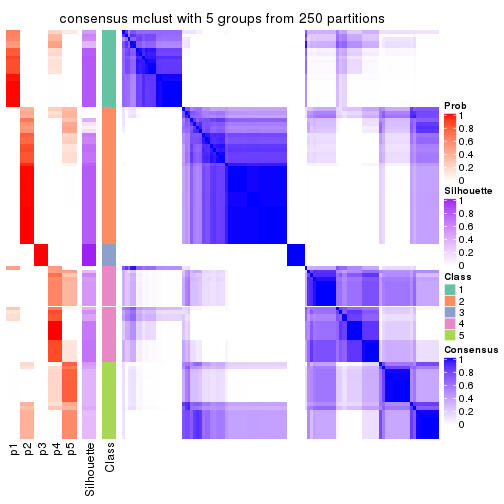 consensus mclust with 5 groups from 250 partitions
Prob
1
0.8
0.6
0.4
0.2
0
Silhouette
1
0.8
0.6
0.4
0.2
0
Class
1
2
3
4
5
Consensus
1
0.8
0.6
0.4
0.2
0
p1
p2
p3
p4
p5
Silhouette
Class